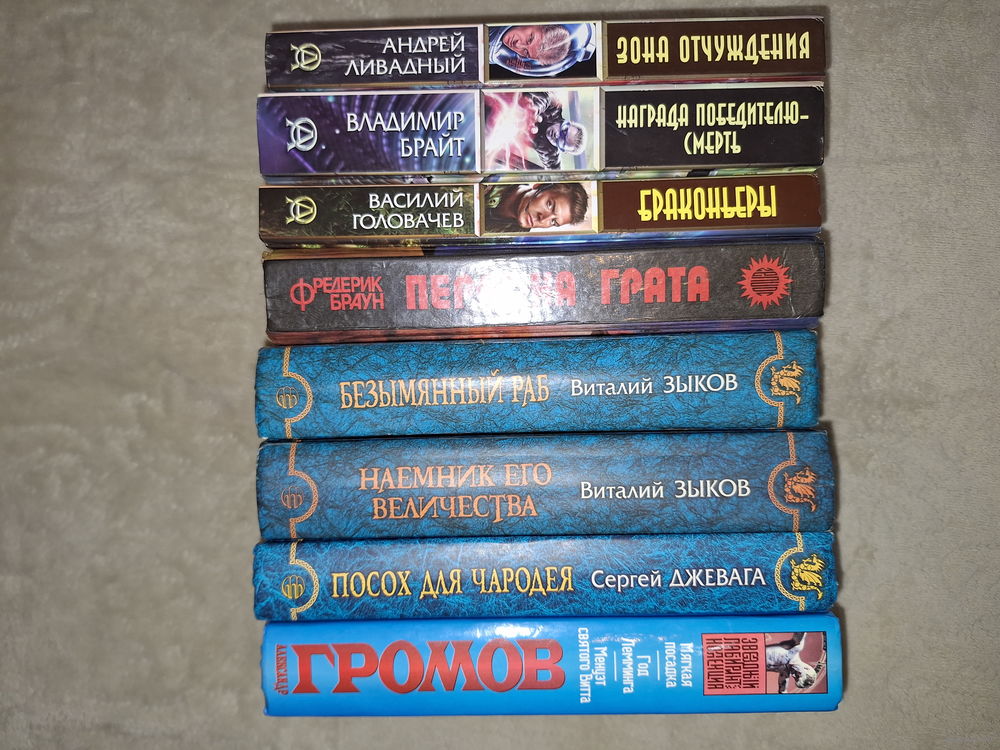 АНДРЕЙ
ЛИВАДНЫЙ
ЗОНА ОТЧУЖДЕНИЯ
ВЛАДИМИР
БРАЙТ
НАГРАДА ПОБЕДИТЕЛЮ-
СМЕРТЬ
ВАСИЛИЙ
ГОЛОВАЧЕВ
БРАКОНЬЕРЫ
ФРЕДЕРИК
БРАУН
ГРАТА
БЕЗЫМЯННЫЙ РАБ
Виталий ЗЫКОВ
НАЕМНИК ЕГО
ВЕЛИЧЕСТВА
Виталий ЗЫКОВ
ПОСОХ ДЛЯ ЧАРОДЕЯ
Сергей ДЖЕВАГА
АЛЕКСАНДР
ГРОМОВ
Мягкая
посадка
Год
Лемминга
Менуэт
святого Витта
ЗВЕЗДНЫЙ
ЛАБИРИНТ:
КОЛЛЕКЦИЯ